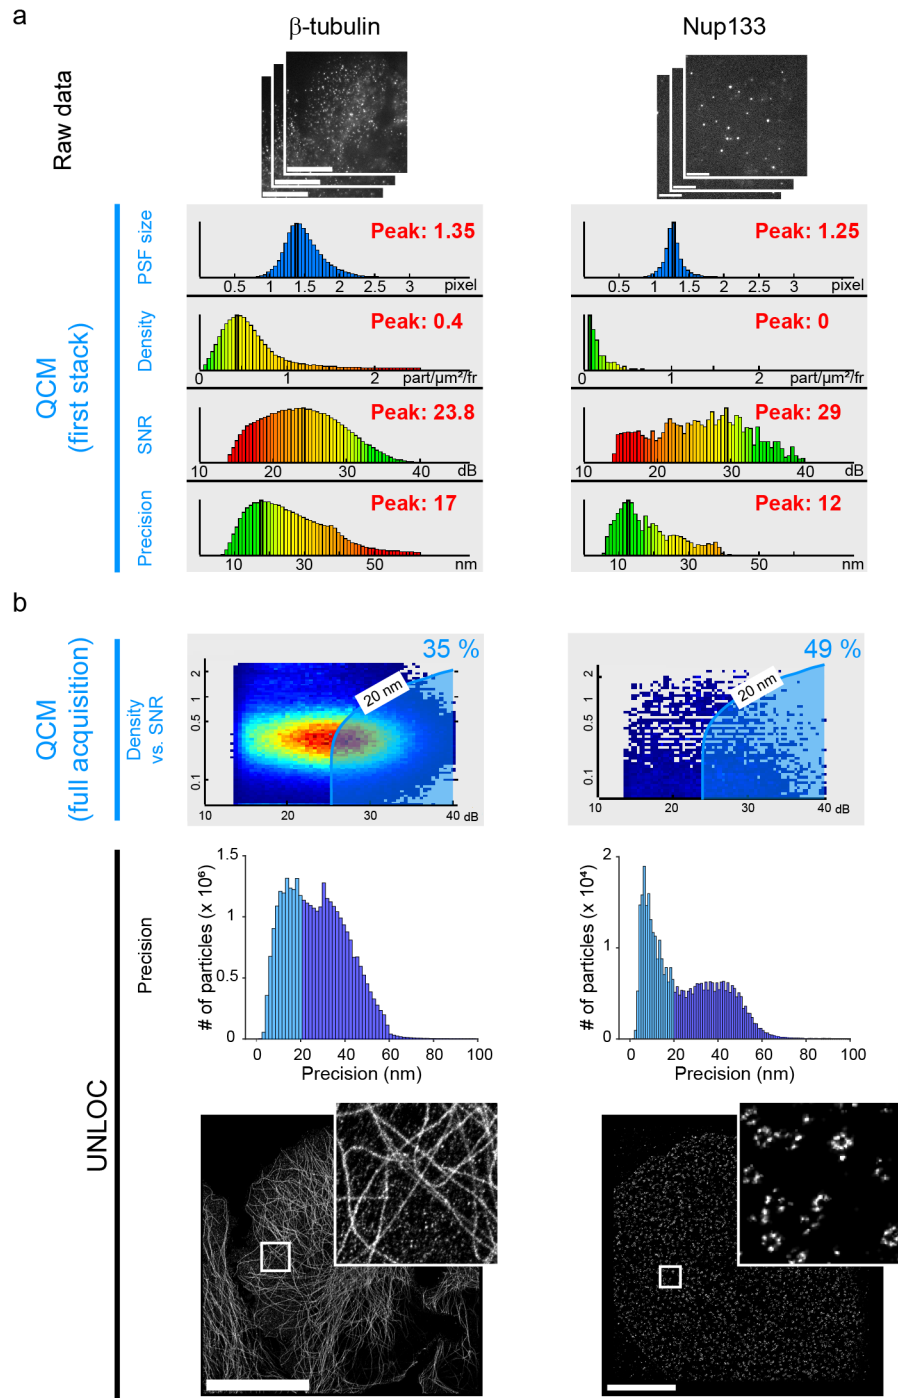 a
β-tubulin
Nup133
Raw data
QCM
(first stack)
PSF size
Peak: 1.35
0.5 1 1.5 2 2.5 3 pixel
Peak: 1.25
0.5 1 1.5 2 2.5 3 pixel
Density
Peak: 0.4
0 1 2 part/µm²/fr
Peak: 0
0 1 2 part/µm²/fr
SNR
Peak: 23.8
10 20 30 40 dB
Peak: 29
10 20 30 40 dB
Precision
Peak: 17
10 30 50 nm
Peak: 12
10 30 50 nm
b
QCM
(full acquisition)
Density
vs. SNR
35 %
20 nm
2
1
0.5
0.1
10 20 30 40 dB
49 %
20 nm
2
1
0.5
0.1
10 20 30 40 dB
UNLOC
Precision
# of particles (x 10⁶)
1.5
1
0.5
0
0 20 40 60 80 100
Precision (nm)
# of particles (x 10⁴)
2
1
0
0 20 40 60 80 100
Precision (nm)